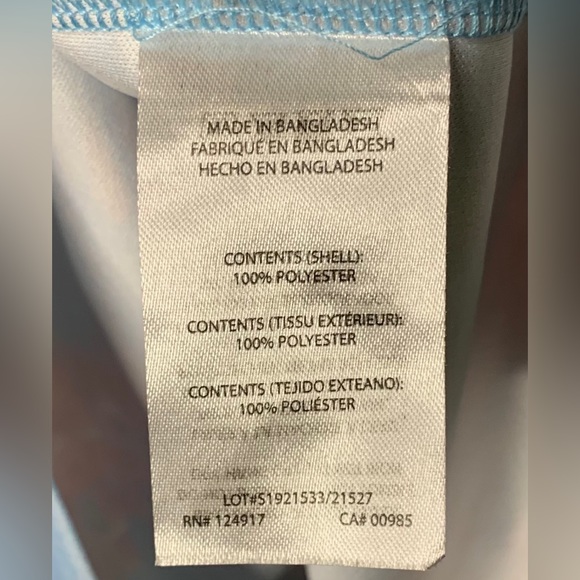 MADE IN BANGLADESH
FABRIQUÉ EN BANGLADESH
HECHO EN BANGLADESH
CONTENTS (SHELL):
100% POLYESTER
CONTENTS (TISSU EXTÉRIEUR):
100% POLYESTER
CONTENTS (TEJIDO EXTEANO):
100% POLIÉSTER
LOT#51921533/21527
RN# 124917 CA# 00985